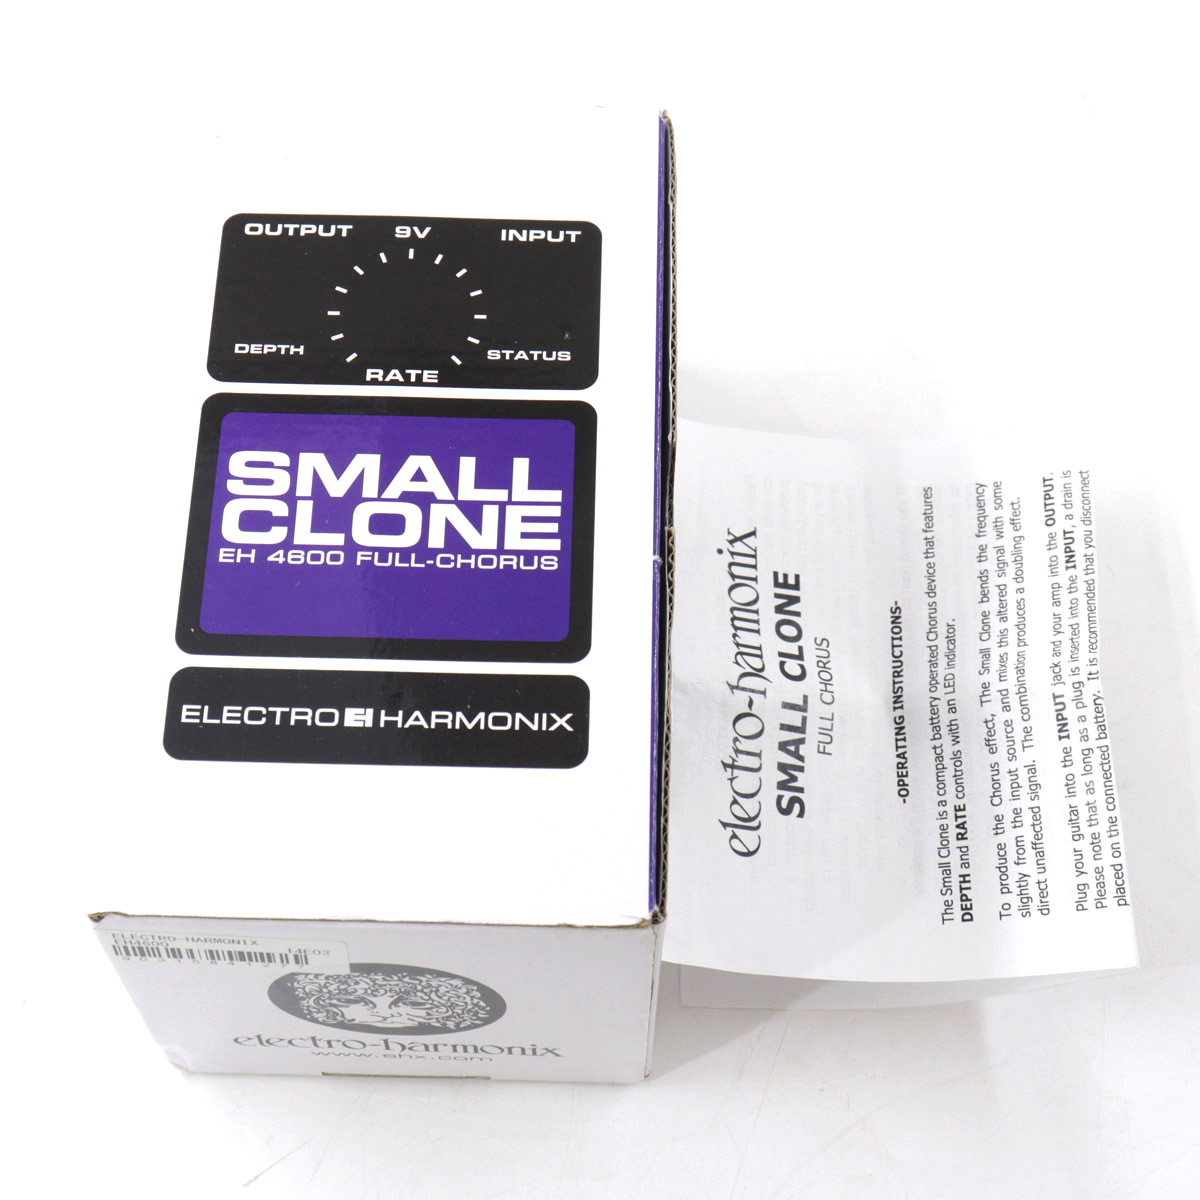 OUTPUT 9V INPUT
DEPTH STATUS
RATE
SMALL
CLONE
EH 4600 FULL-CHORUS
ELECTRO EH HARMONIX
ELECTRO-HARMONIX
EH4600 14E03
electro-harmonix
www.ehx.com
electro-harmonix
SMALL CLONE
FULL CHORUS
-OPERATING INSTRUCTIONS-
The Small Clone is a compact battery operated Chorus device that features
DEPTH and RATE controls with an LED indicator.
To produce the Chorus effect, The Small Clone bends the frequency
slightly from the input source and mixes this altered signal with some
direct unaffected signal. The combination produces a doubling effect.
Plug your guitar into the INPUT jack and your amp into the OUTPUT.
Please note that as long as a plug is inserted into the INPUT, a drain is
placed on the connected battery. It is recommended that you disconnect